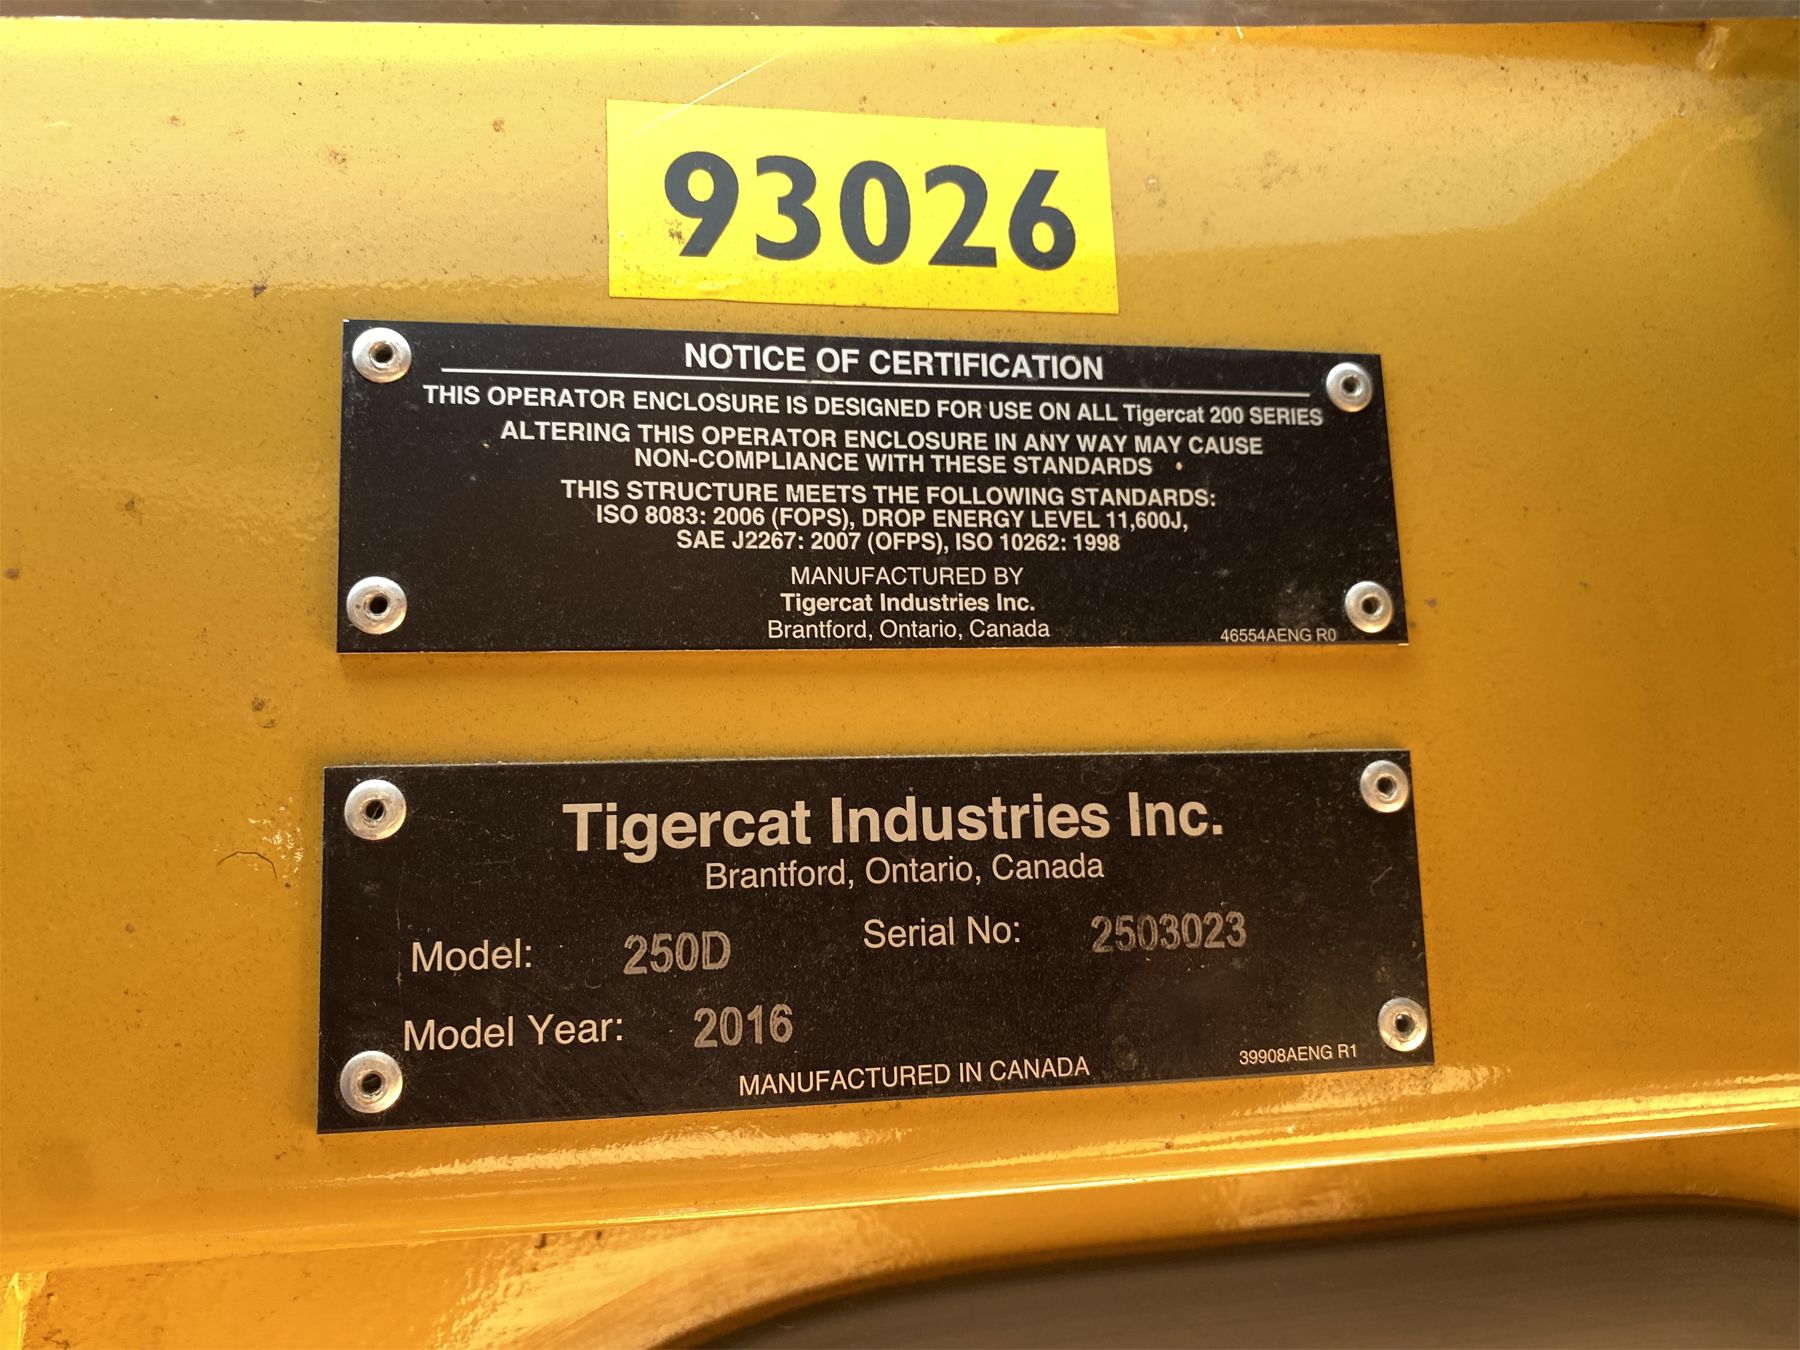 93026
NOTICE OF CERTIFICATION
THIS OPERATOR ENCLOSURE IS DESIGNED FOR USE ON ALL Tigercat 200 SERIES
ALTERING THIS OPERATOR ENCLOSURE IN ANY WAY MAY CAUSE
NON-COMPLIANCE WITH THESE STANDARDS
THIS STRUCTURE MEETS THE FOLLOWING STANDARDS:
ISO 8083: 2006 (FOPS), DROP ENERGY LEVEL 11,600J,
SAE J2267: 2007 (OFPS), ISO 10262: 1998
MANUFACTURED BY
Tigercat Industries Inc.
Brantford, Ontario, Canada
46554AENG R0
Tigercat Industries Inc.
Brantford, Ontario, Canada
Model: 250D Serial No: 2503023
Model Year: 2016
MANUFACTURED IN CANADA
39908AENG R1